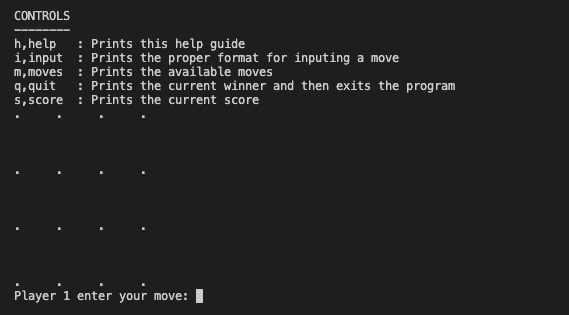 CONTROLS
--------
h,help   : Prints this help guide
i,input  : Prints the proper format for inputing a move
m,moves  : Prints the available moves
q,quit   : Prints the current winner and then exits the program
s,score  : Prints the current score
.     .     .     .
.     .     .     .
.     .     .     .
.     .     .     .
Player 1 enter your move: